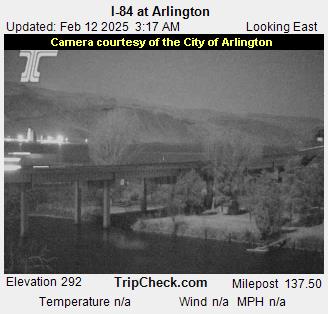 I-84 at Arlington
Updated: Feb 12 2025 3:17 AM Looking East
Camera courtesy of the City of Arlington
Elevation 292 TripCheck.com Milepost 137.50
Temperature n/a Wind n/a MPH n/a